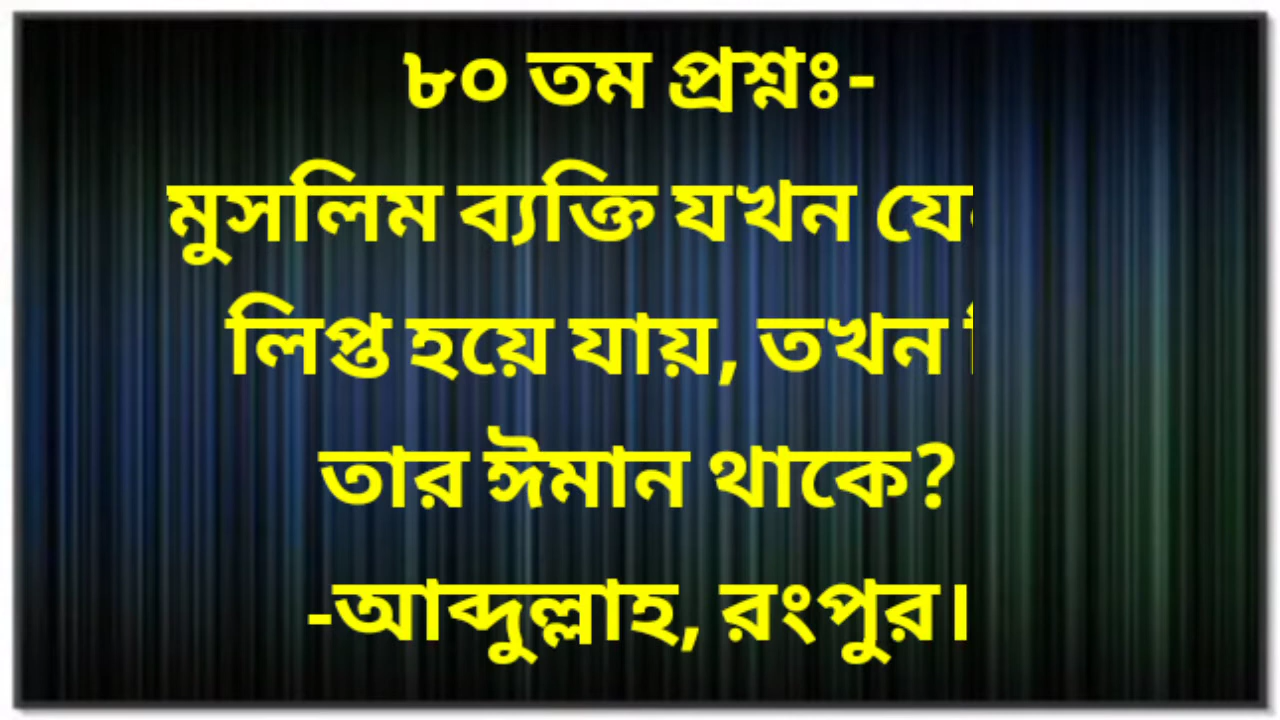 ৮০ তম প্রশ্নঃ-
মুসলিম ব্যক্তি যখন
লিপ্ত হয়ে যায়, তখন
তার ঈমান থাকে?
-আব্দুল্লাহ, রংপুর।